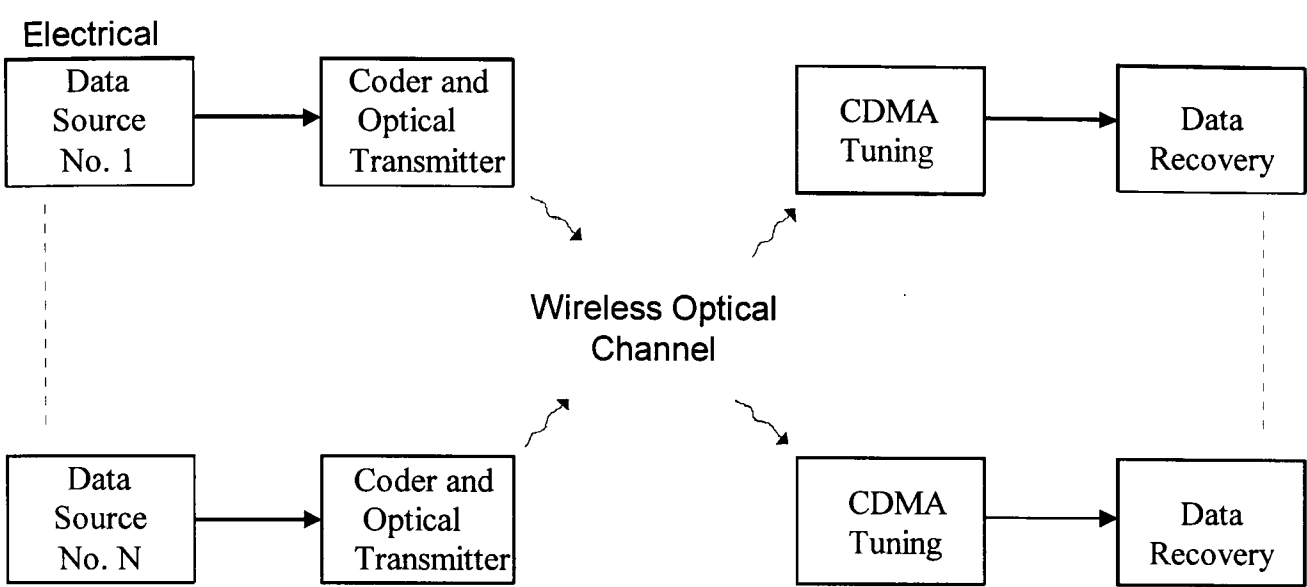 Electrical
Data
Source
No. 1
Coder and
Optical
Transmitter
CDMA
Tuning
Data
Recovery
Wireless Optical
Channel
Data
Source
No. N
Coder and
Optical
Transmitter
CDMA
Tuning
Data
Recovery